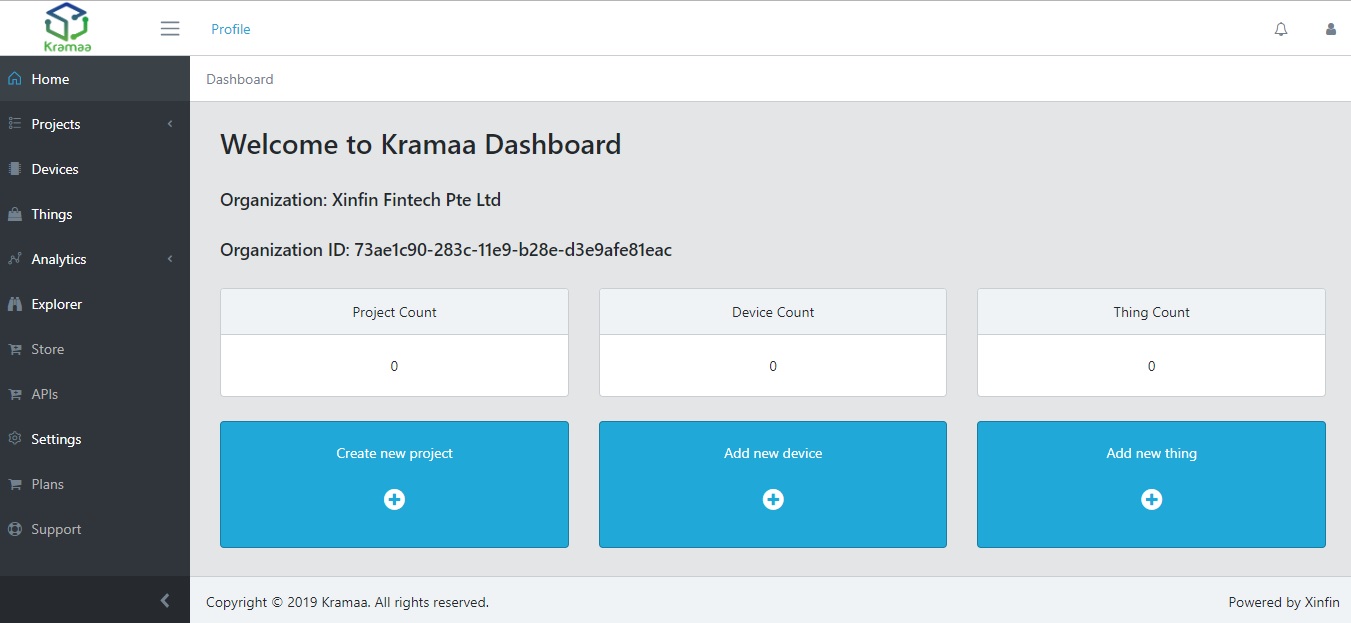 Kramaa
Profile
Home
Projects
Devices
Things
Analytics
Explorer
Store
APIs
Settings
Plans
Support
Dashboard
Welcome to Kramaa Dashboard
Organization: Xinfin Fintech Pte Ltd
Organization ID: 73ae1c90-283c-11e9-b28e-d3e9afe81eac
Project Count
0
Device Count
0
Thing Count
0
Create new project
Add new device
Add new thing
Copyright © 2019 Kramaa. All rights reserved.
Powered by Xinfin